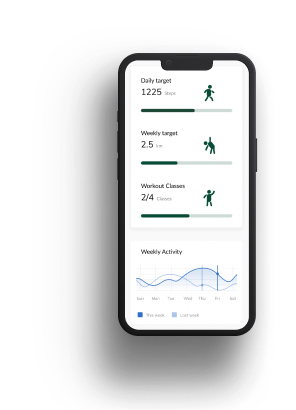 Daily target
1225 Steps
Weekly target
2.5 km
Workout Classes
2/4 Classes
Weekly Activity
Sun Mon Tue Wed Thu Fri Sat
This week Last week